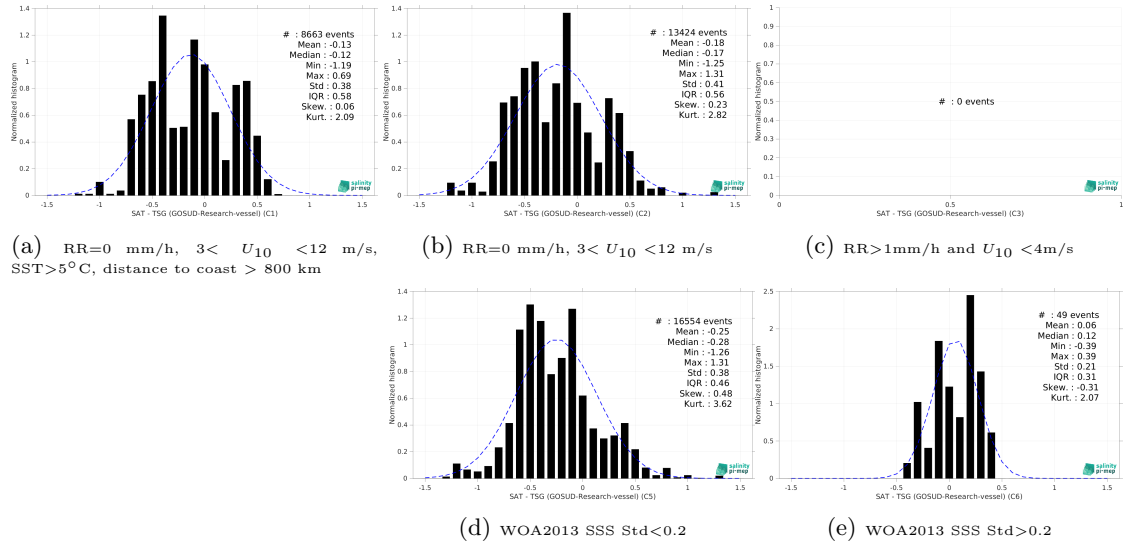 1.4
1.2
1
0.8
0.6
0.4
0.2
0
Normalized histogram
-1.5 -1 -0.5 0 0.5 1 1.5
SAT - TSG (GOSUD-Research-vessel) (C1)
# : 8663 events
Mean : -0.13
Median : -0.12
Min : -1.19
Max : 0.69
Std : 0.38
IQR : 0.58
Skew. : 0.06
Kurt. : 2.09
salinity
pi-mep
(a) RR=0 mm/h, 3< U10 <12 m/s,
SST>5°C, distance to coast > 800 km
1.4
1.2
1
0.8
0.6
0.4
0.2
0
Normalized histogram
-1.5 -1 -0.5 0 0.5 1 1.5
SAT - TSG (GOSUD-Research-vessel) (C2)
# : 13424 events
Mean : -0.18
Median : -0.17
Min : -1.25
Max : 1.31
Std : 0.41
IQR : 0.56
Skew. : 0.23
Kurt. : 2.82
salinity
pi-mep
(b) RR=0 mm/h, 3< U10 <12 m/s
1
0.9
0.8
0.7
0.6
0.5
0.4
0.3
0.2
0.1
0
Normalized histogram
0 0.5 1
SAT - TSG (GOSUD-Research-vessel) (C3)
# : 0 events
salinity
pi-mep
(c) RR>1mm/h and U10 <4m/s
1.4
1.2
1
0.8
0.6
0.4
0.2
0
Normalized histogram
-1.5 -1 -0.5 0 0.5 1 1.5
SAT - TSG (GOSUD-Research-vessel) (C5)
# : 16554 events
Mean : -0.25
Median : -0.28
Min : -1.26
Max : 1.31
Std : 0.38
IQR : 0.46
Skew. : 0.48
Kurt. : 3.62
salinity
pi-mep
(d) WOA2013 SSS Std<0.2
2.5
2
1.5
1
0.5
0
Normalized histogram
-1.5 -1 -0.5 0 0.5 1 1.5
SAT - TSG (GOSUD-Research-vessel) (C6)
# : 49 events
Mean : 0.06
Median : 0.12
Min : -0.39
Max : 0.39
Std : 0.21
IQR : 0.31
Skew. : -0.31
Kurt. : 2.07
salinity
pi-mep
(e) WOA2013 SSS Std>0.2